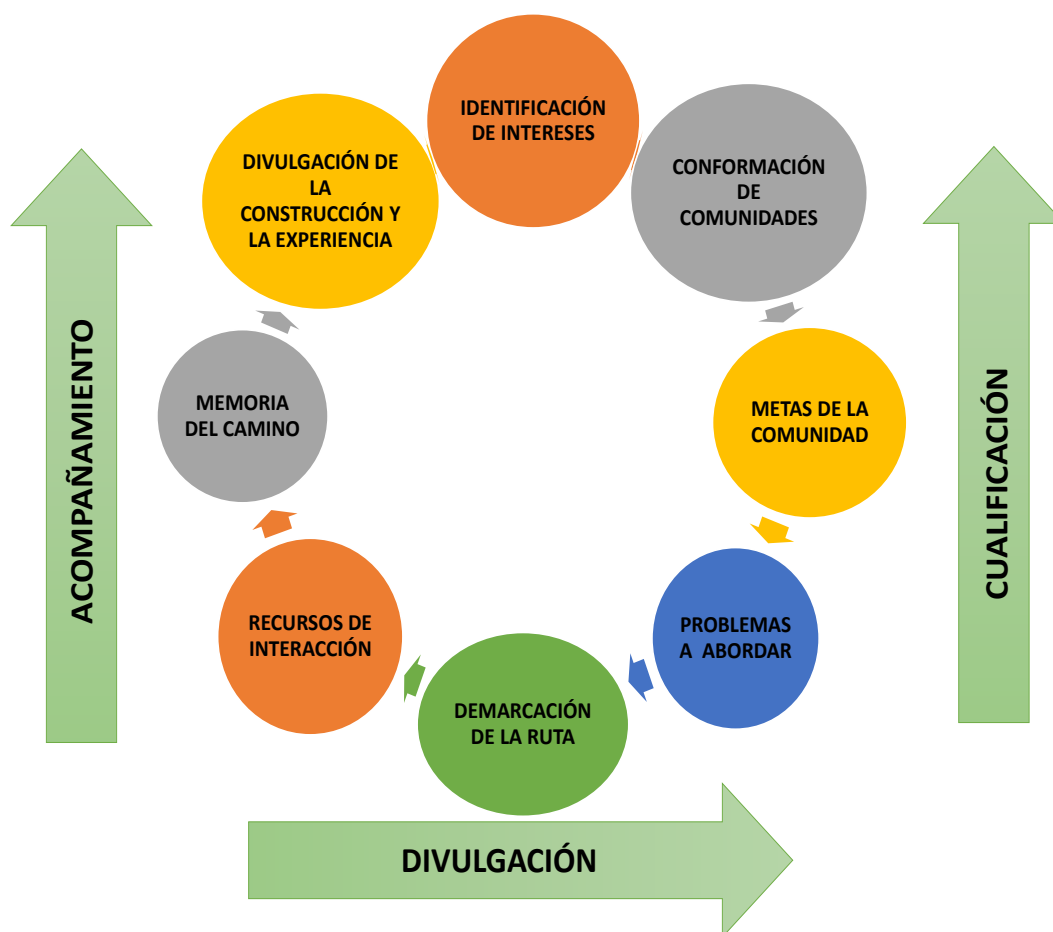 IDENTIFICACIÓN
DE INTERESES
CONFORMACIÓN
DE
COMUNIDADES
METAS DE LA
COMUNIDAD
PROBLEMAS
A ABORDAR
DEMARCACIÓN
DE LA RUTA
RECURSOS DE
INTERACCIÓN
MEMORIA
DEL CAMINO
DIVULGACIÓN DE
LA
CONSTRUCCIÓN Y
LA EXPERIENCIA
ACOMPAÑAMIENTO
CUALIFICACIÓN
DIVULGACIÓN